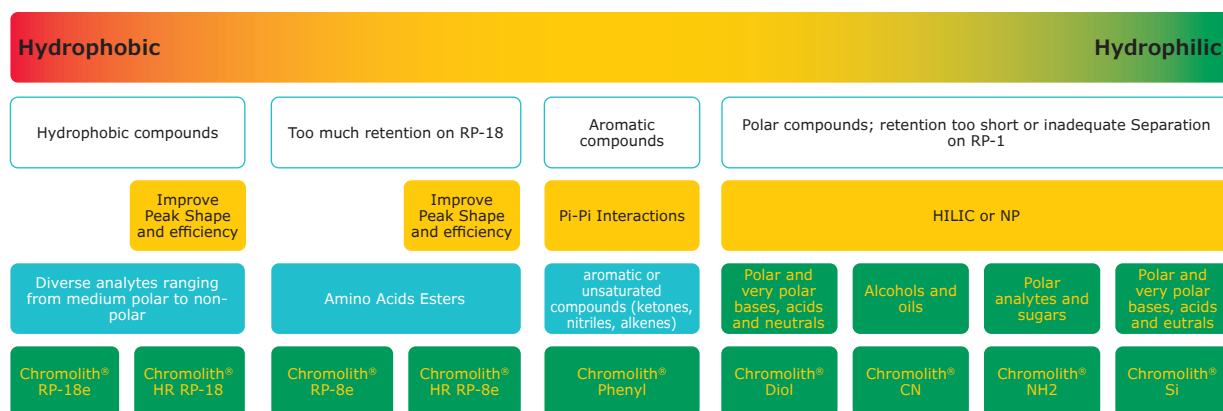 Hydrophobic
Hydrophilic
Hydrophobic compounds
Too much retention on RP-18
Aromatic
compounds
Polar compounds; retention too short or inadequate Separation
on RP-1
Improve
Peak Shape
and efficiency
Improve
Peak Shape
and efficiency
Pi-Pi Interactions
HILIC or NP
Diverse analytes ranging
from medium polar to non-
polar
Amino Acids Esters
aromatic or
unsaturated
compounds (ketones,
nitriles, alkenes)
Polar and
very polar
bases, acids
and neutrals
Alcohols and
oils
Polar
analytes and
sugars
Polar and
very polar
bases, acids
and eutrals
Chromolith®
RP-18e
Chromolith®
HR RP-18
Chromolith®
RP-8e
Chromolith®
HR RP-8e
Chromolith®
Phenyl
Chromolith®
Diol
Chromolith®
CN
Chromolith®
NH2
Chromolith®
Si